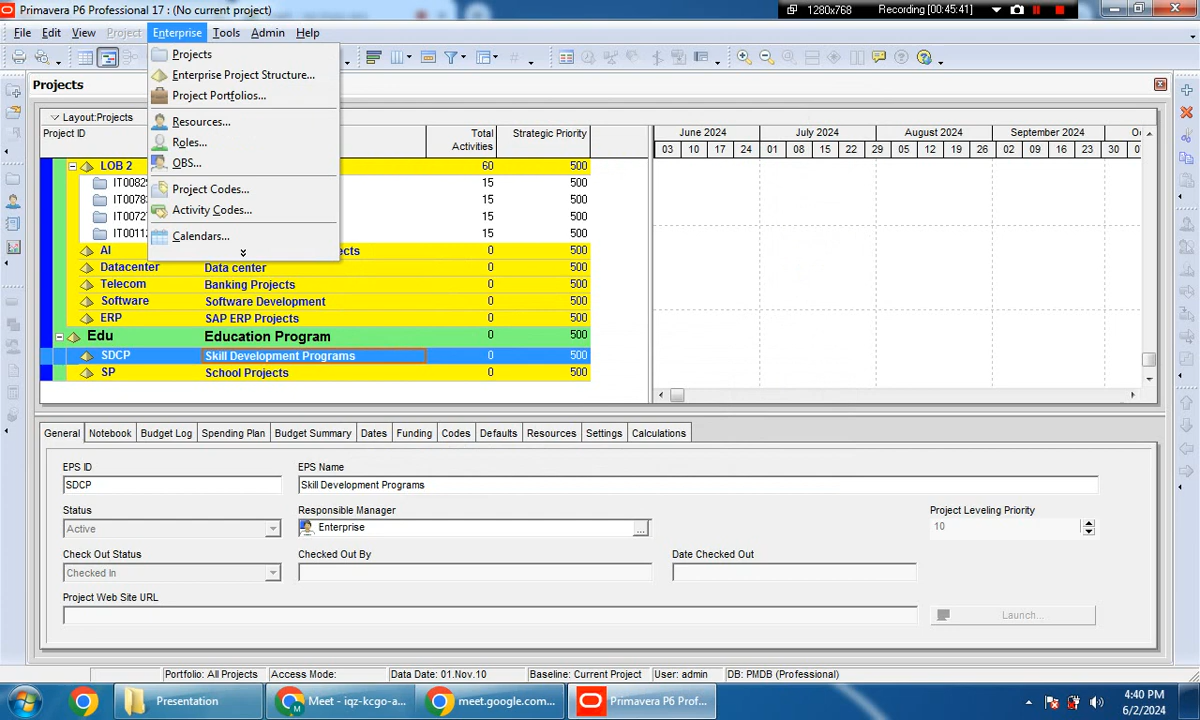 Primavera P6 Professional 17 : (No current project)
1280x768
Recording [00:45:41]
File Edit View Project Enterprise Tools Admin Help
Projects
Enterprise Project Structure...
Project Portfolios...
Resources...
Roles...
OBS...
Project Codes...
Activity Codes...
Calendars...
Projects
Layout:Projects
Project ID
Total Activities
Strategic Priority
June 2024 July 2024 August 2024 September 2024
03 10 17 24 01 08 15 22 29 05 12 19 26 02 09 16 23 30
LOB 2 60 500
15 500
15 500
15 500
15 500
AI 0 500
Datacenter Data center 0 500
Telecom Banking Projects 0 500
Software Software Development 0 500
ERP SAP ERP Projects 0 500
Edu Education Program 0 500
SDCP Skill Development Programs 0 500
SP School Projects 0 500
General Notebook Budget Log Spending Plan Budget Summary Dates Funding Codes Defaults Resources Settings Calculations
EPS ID EPS Name
SDCP Skill Development Programs
Status Responsible Manager Project Leveling Priority
Active Enterprise ... 10
Check Out Status Checked Out By Date Checked Out
Checked In
Project Web Site URL
Launch...
Portfolio: All Projects Access Mode: Data Date: 01.Nov.10 Baseline: Current Project User: admin DB: PMDB (Professional)
Presentation Meet - iqz-kcgo-a... meet.google.com... Primavera P6 Prof...
4:40 PM
6/2/2024